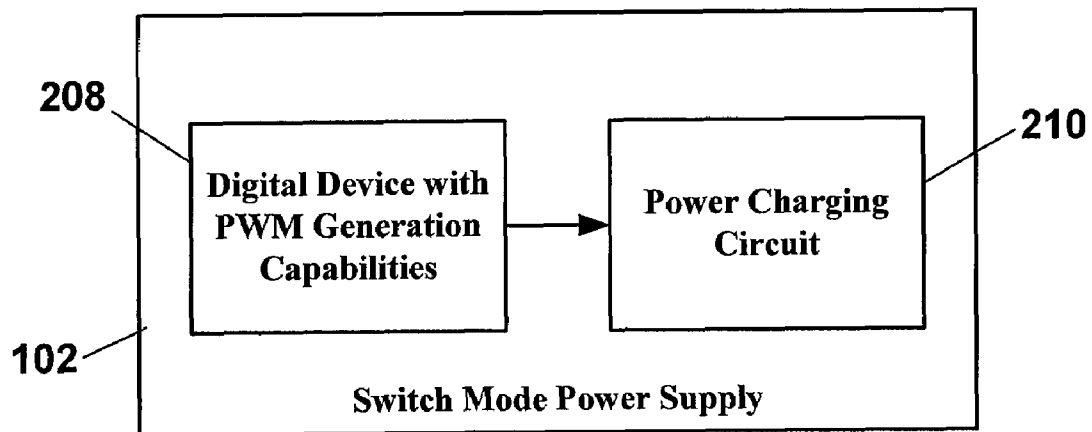 208
210
Digital Device with
PWM Generation
Capabilities
Power Charging
Circuit
102
Switch Mode Power Supply